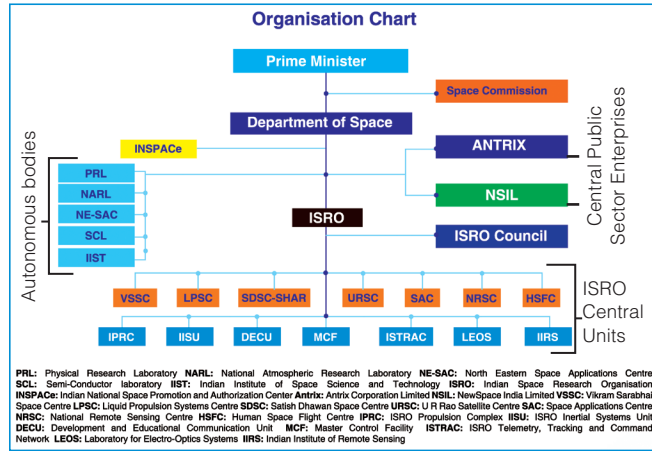 Organisation Chart
Prime Minister
Space Commission
Department of Space
INSPACe
ANTRIX
NSIL
Central Public
Sector Enterprises
Autonomous bodies
PRL
NARL
NE-SAC
SCL
IIST
ISRO
ISRO Council
VSSC
LPSC
SDSC-SHAR
URSC
SAC
NRSC
HSFC
IPRC
IISU
DECU
MCF
ISTRAC
LEOS
IIRS
ISRO
Central
Units
PRL: Physical Research Laboratory NARL: National Atmospheric Research Laboratory NE-SAC: North Eastern Space Applications Centre
SCL: Semi-Conductor laboratory IIST: Indian Institute of Space Science and Technology ISRO: Indian Space Research Organisation
INSPACe: Indian National Space Promotion and Authorization Center Antrix: Antrix Corporation Limited NSIL: NewSpace India Limited VSSC: Vikram Sarabhai
Space Centre LPSC: Liquid Propulsion Systems Centre SDSC: Satish Dhawan Space Centre URSC: U R Rao Satellite Centre SAC: Space Applications Centre
NRSC: National Remote Sensing Centre HSFC: Human Space Flight Centre IPRC: ISRO Propulsion Complex IISU: ISRO Inertial Systems Unit
DECU: Development and Educational Communication Unit MCF: Master Control Facility ISTRAC: ISRO Telemetry, Tracking and Command
Network LEOS: Laboratory for Electro-Optics Systems IIRS: Indian Institute of Remote Sensing